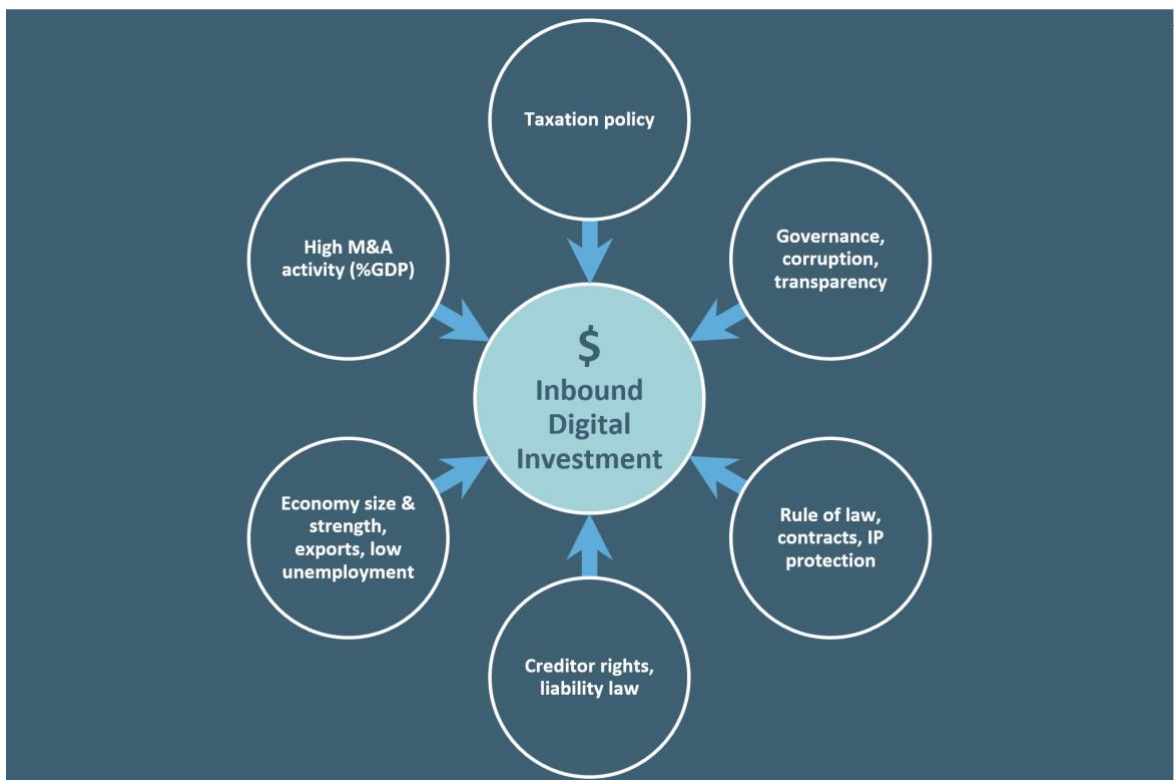 Taxation policy
High M&A
activity (%GDP)
Governance,
corruption,
transparency
$
Inbound
Digital
Investment
Economy size &
strength,
exports, low
unemployment
Rule of law,
contracts, IP
protection
Creditor rights,
liability law